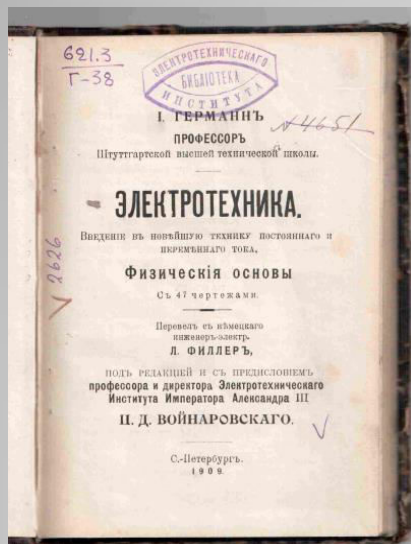 621.3
Г-38
ЭЛЕКТРОТЕХНИЧЕСКАГО
БИБЛІОТЕКА
ИНСТИТУТА
І. ГЕРМАННЪ
№4651
ПРОФЕССОРЪ
Штутгартской высшей технической школы.
ЭЛЕКТРОТЕХНИКА.
Введеніе въ новѣйшую технику постояннаго и
перемѣннаго тока,
Физическія основы
Съ 47 чертежами.
2626
Перевелъ съ нѣмецкаго
инженеръ-электр.
Л. ФИЛЛЕРЪ,
ПОДЪ РЕДАКЦІЕЙ И СЪ ПРЕДИСЛОВІЕМЪ
профессора и директора Электротехническаго
Института Императора Александра III
П. Д. ВОЙНАРОВСКАГО.
С.-Петербургъ.
1909.